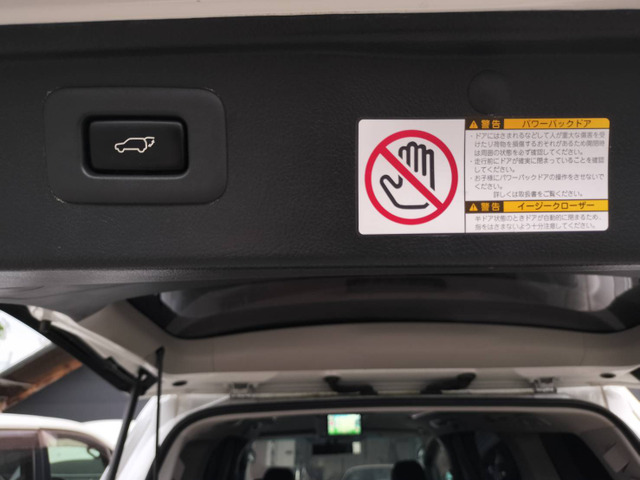 警告 パワーバックドア
・ドアにはさまれるなどして人が重大な傷害を受
けたり荷物を損傷するおそれがあるため開閉時
は周囲の状態を必ず確認してください。
・走行前にドアが確実に閉まっていることを確認
してください。
・お子様にパワーバックドアの操作をさせないで
ください。
詳しくは取扱書をご覧ください。
警告 イージークローザー
半ドア状態のときドアが自動的に閉まるため、
指をはさまないよう十分注意してください。